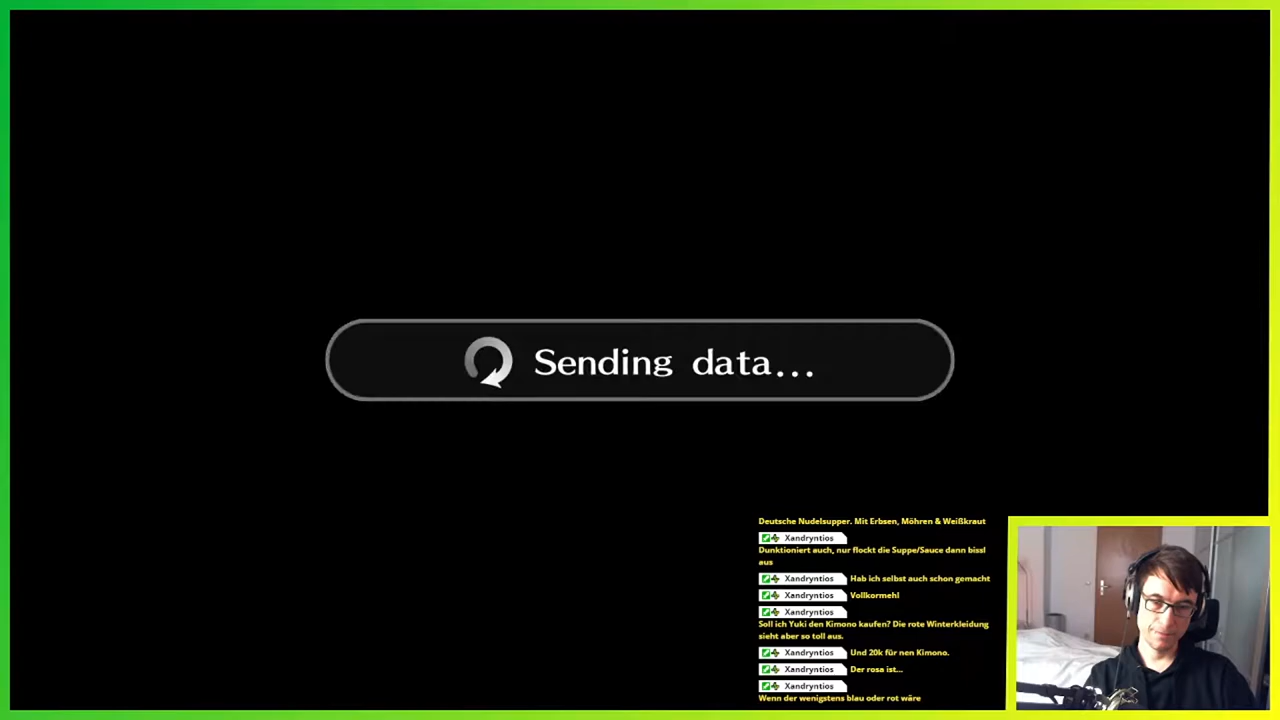 Sending data...
Deutsche Nudelsupper. Mit Erbsen, Möhren & Weißkraut
Xandryntios
Dunktioniert auch, nur flockt die Suppe/Sauce dann bissl
aus
Xandryntios Hab ich selbst auch schon gemacht
Xandryntios Vollkormehl
Xandryntios
Soll ich Yuki den Kimono kaufen? Die rote Winterkleidung
sieht aber so toll aus.
Xandryntios Und 20k für nen Kimono.
Xandryntios Der rosa ist...
Xandryntios
Wenn der wenigstens blau oder rot wäre